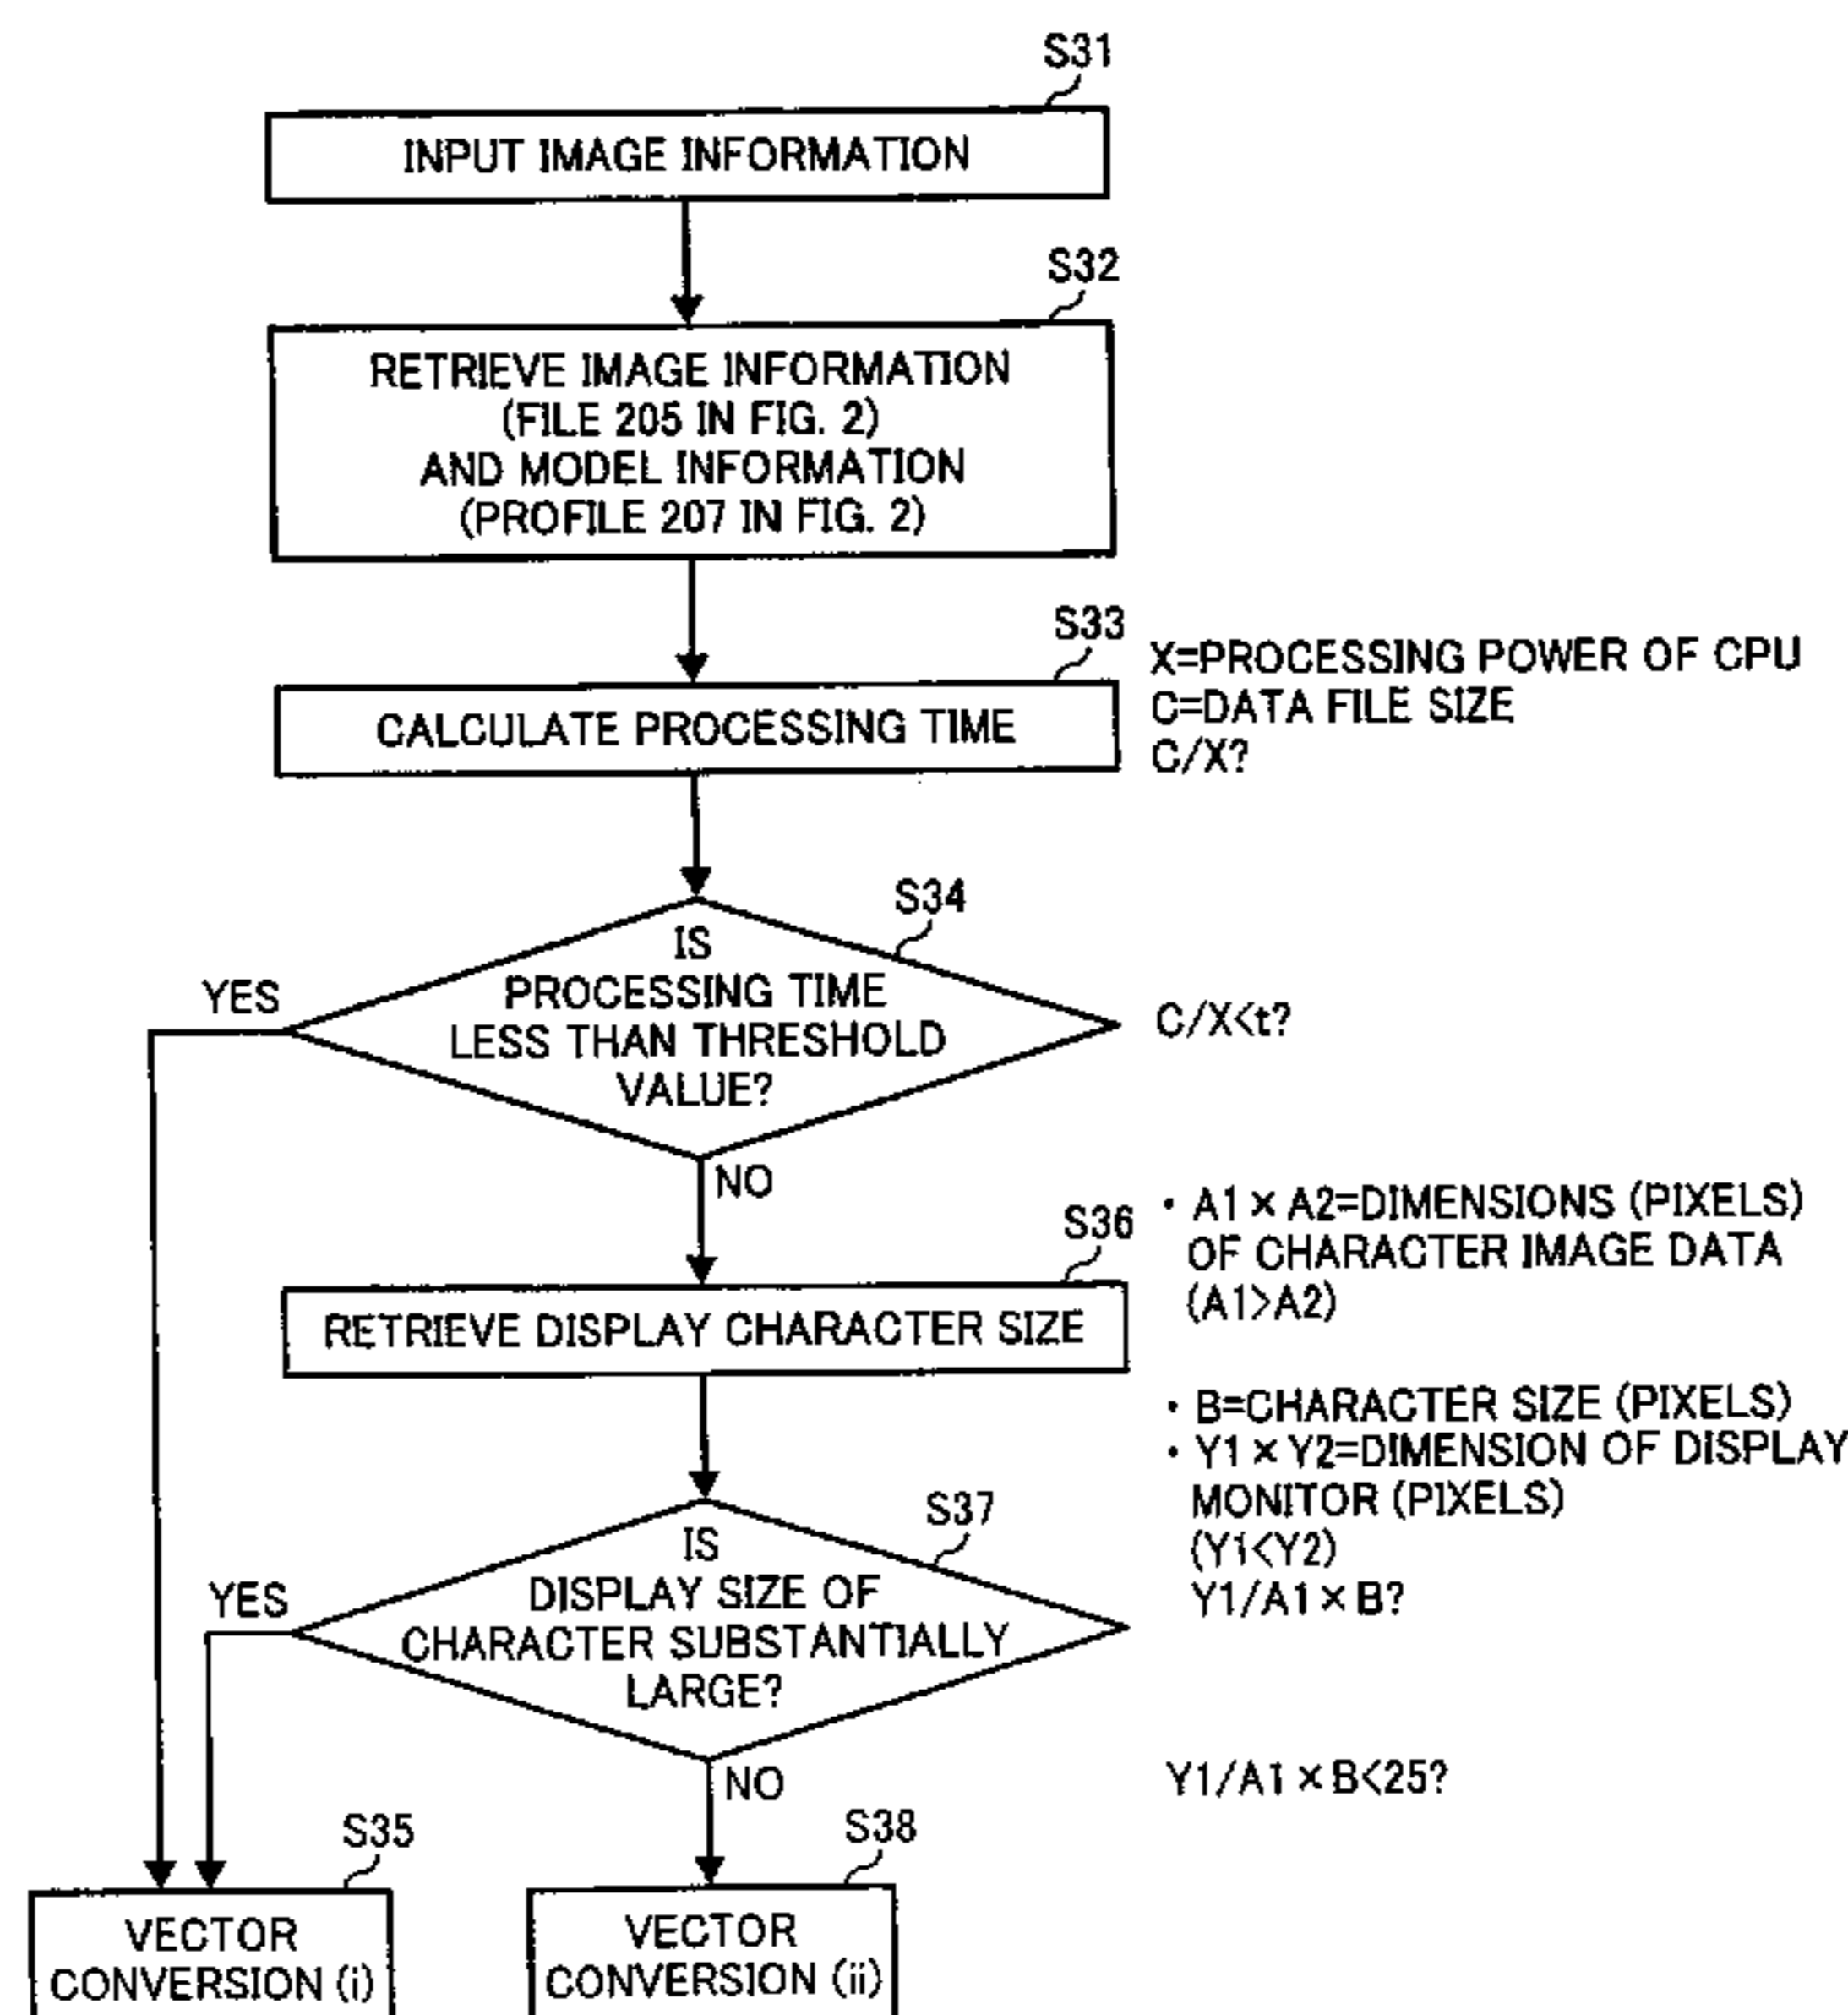 S31
INPUT IMAGE INFORMATION
S32
RETRIEVE IMAGE INFORMATION
(FILE 205 IN FIG. 2)
AND MODEL INFORMATION
(PROFILE 207 IN FIG. 2)
S33
CALCULATE PROCESSING TIME
X=PROCESSING POWER OF CPU
C=DATA FILE SIZE
C/X?
S34
IS
PROCESSING TIME
LESS THAN THRESHOLD
VALUE?
YES
C/X<t?
NO
S36
RETRIEVE DISPLAY CHARACTER SIZE
・A1×A2=DIMENSIONS (PIXELS)
OF CHARACTER IMAGE DATA
(A1>A2)
・B=CHARACTER SIZE (PIXELS)
・Y1×Y2=DIMENSION OF DISPLAY
MONITOR (PIXELS)
(Y1<Y2)
Y1/A1×B?
S37
IS
DISPLAY SIZE OF
CHARACTER SUBSTANTIALLY
LARGE?
YES
NO
Y1/A1×B<25?
S35
VECTOR
CONVERSION (i)
S38
VECTOR
CONVERSION (ii)